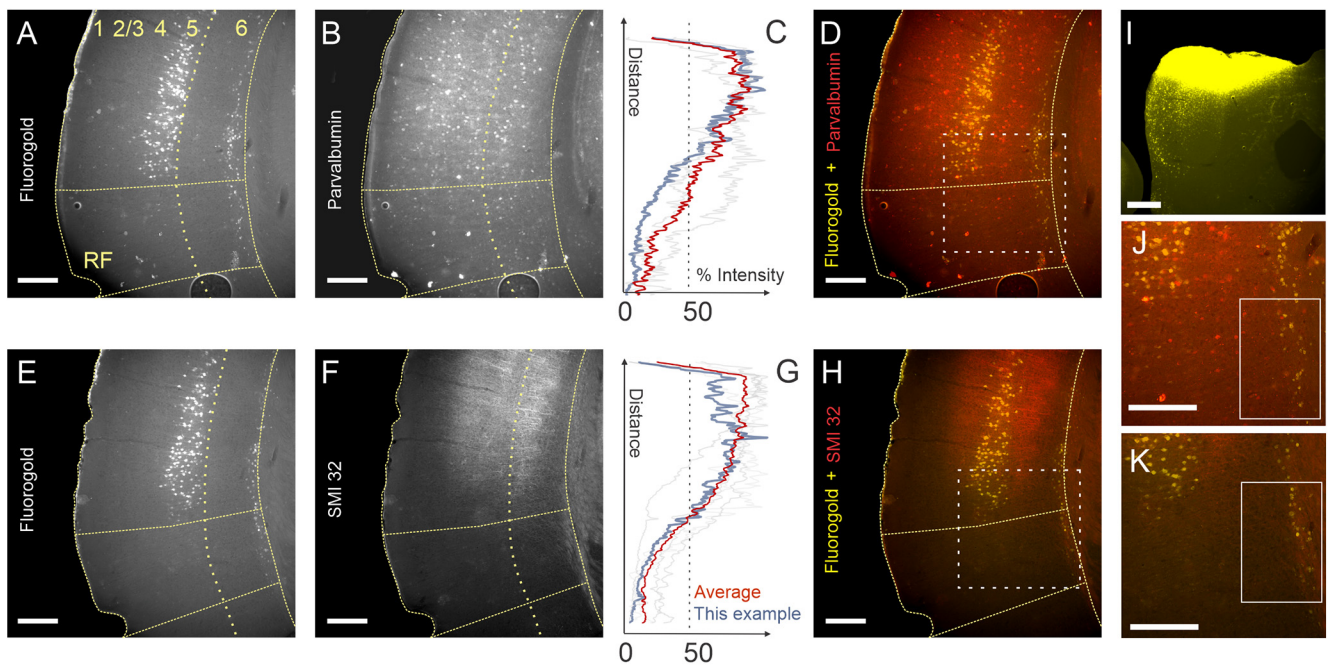 A
1 2/3 4 5 6
Fluorogold
RF
B
Parvalbumin
C
Distance
% Intensity
0 50
D
Fluorogold + Parvalbumin
I
J
E
Fluorogold
F
SMI 32
G
Distance
Average
This example
0 50
H
Fluorogold + SMI 32
K